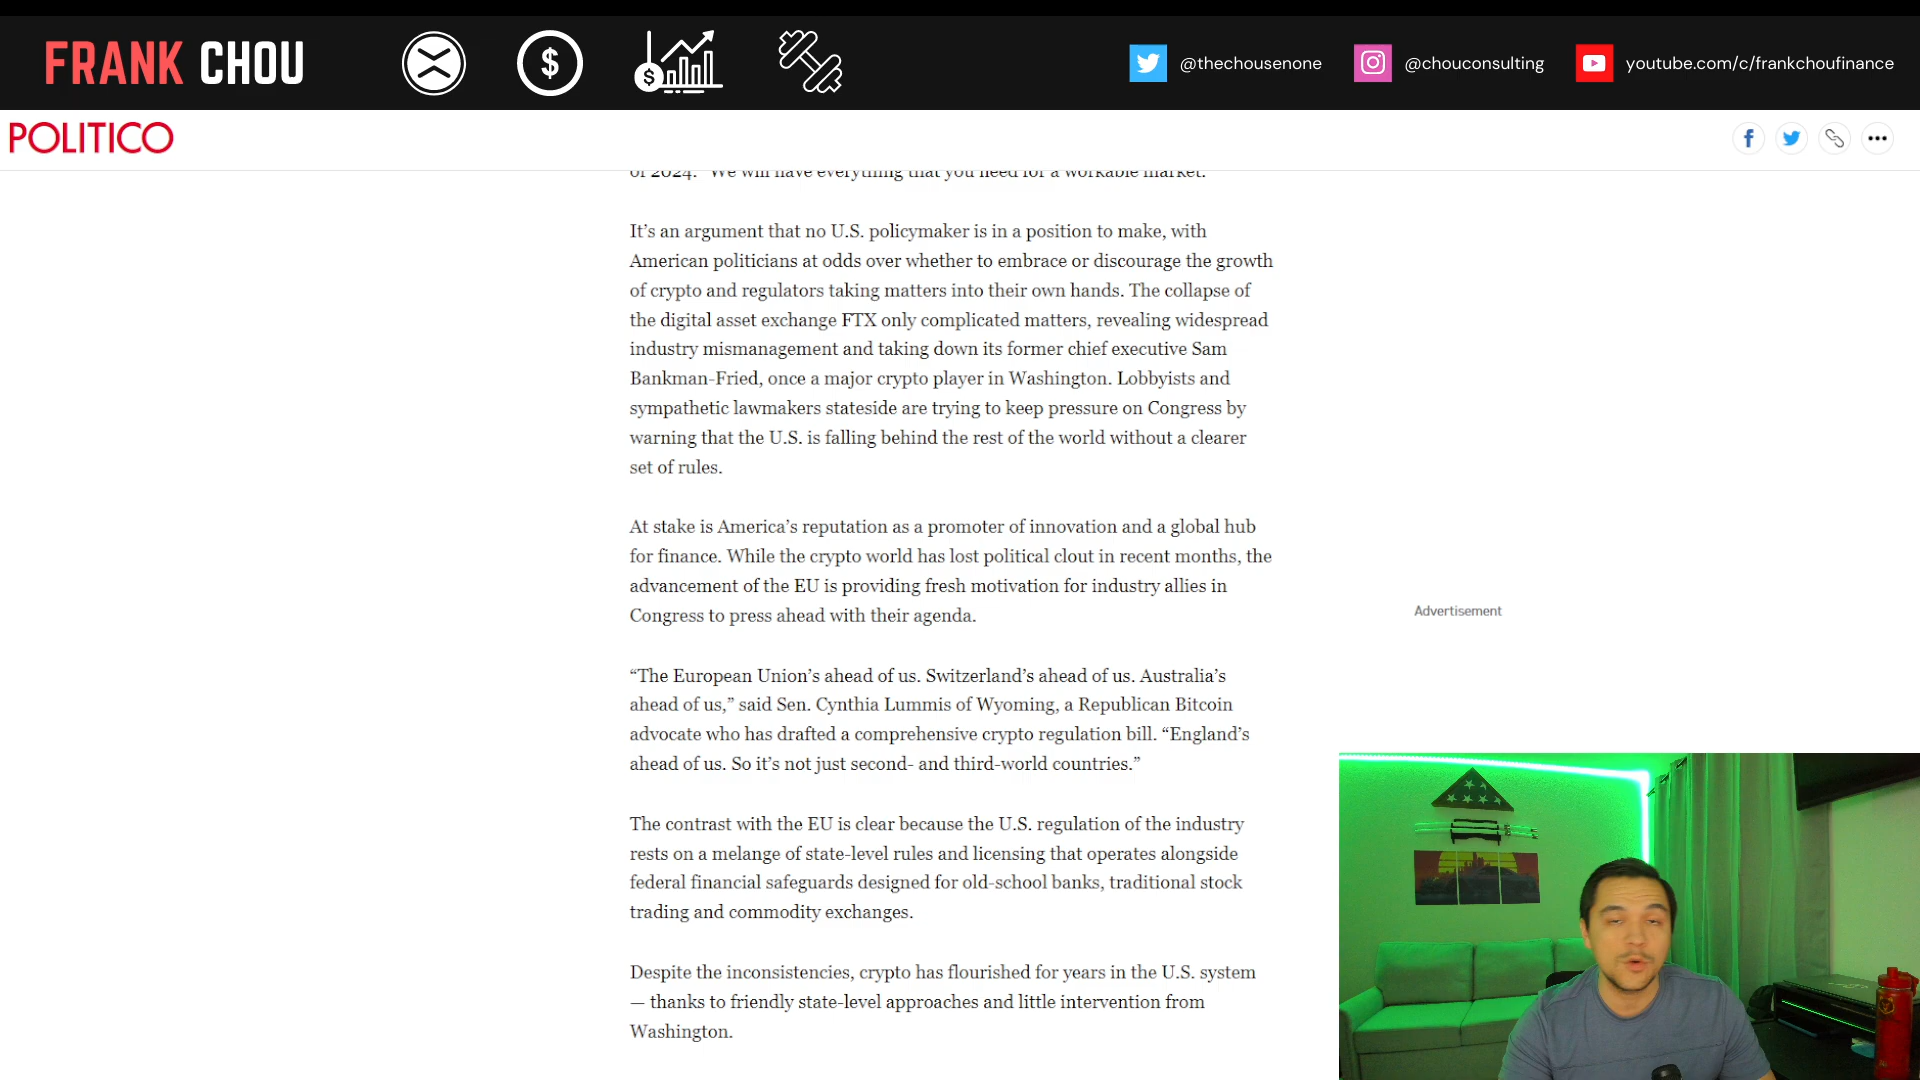 FRANK CHOU
@thechousenone
@chouconsulting
youtube.com/c/frankchoufinance
POLITICO
of 2024. “We will have everything that you need for a workable market.”
It’s an argument that no U.S. policymaker is in a position to make, with
American politicians at odds over whether to embrace or discourage the growth
of crypto and regulators taking matters into their own hands. The collapse of
the digital asset exchange FTX only complicated matters, revealing widespread
industry mismanagement and taking down its former chief executive Sam
Bankman-Fried, once a major crypto player in Washington. Lobbyists and
sympathetic lawmakers stateside are trying to keep pressure on Congress by
warning that the U.S. is falling behind the rest of the world without a clearer
set of rules.
At stake is America’s reputation as a promoter of innovation and a global hub
for finance. While the crypto world has lost political clout in recent months, the
advancement of the EU is providing fresh motivation for industry allies in
Congress to press ahead with their agenda.
Advertisement
“The European Union’s ahead of us. Switzerland’s ahead of us. Australia’s
ahead of us,” said Sen. Cynthia Lummis of Wyoming, a Republican Bitcoin
advocate who has drafted a comprehensive crypto regulation bill. “England’s
ahead of us. So it’s not just second- and third-world countries.”
The contrast with the EU is clear because the U.S. regulation of the industry
rests on a melange of state-level rules and licensing that operates alongside
federal financial safeguards designed for old-school banks, traditional stock
trading and commodity exchanges.
Despite the inconsistencies, crypto has flourished for years in the U.S. system
— thanks to friendly state-level approaches and little intervention from
Washington.